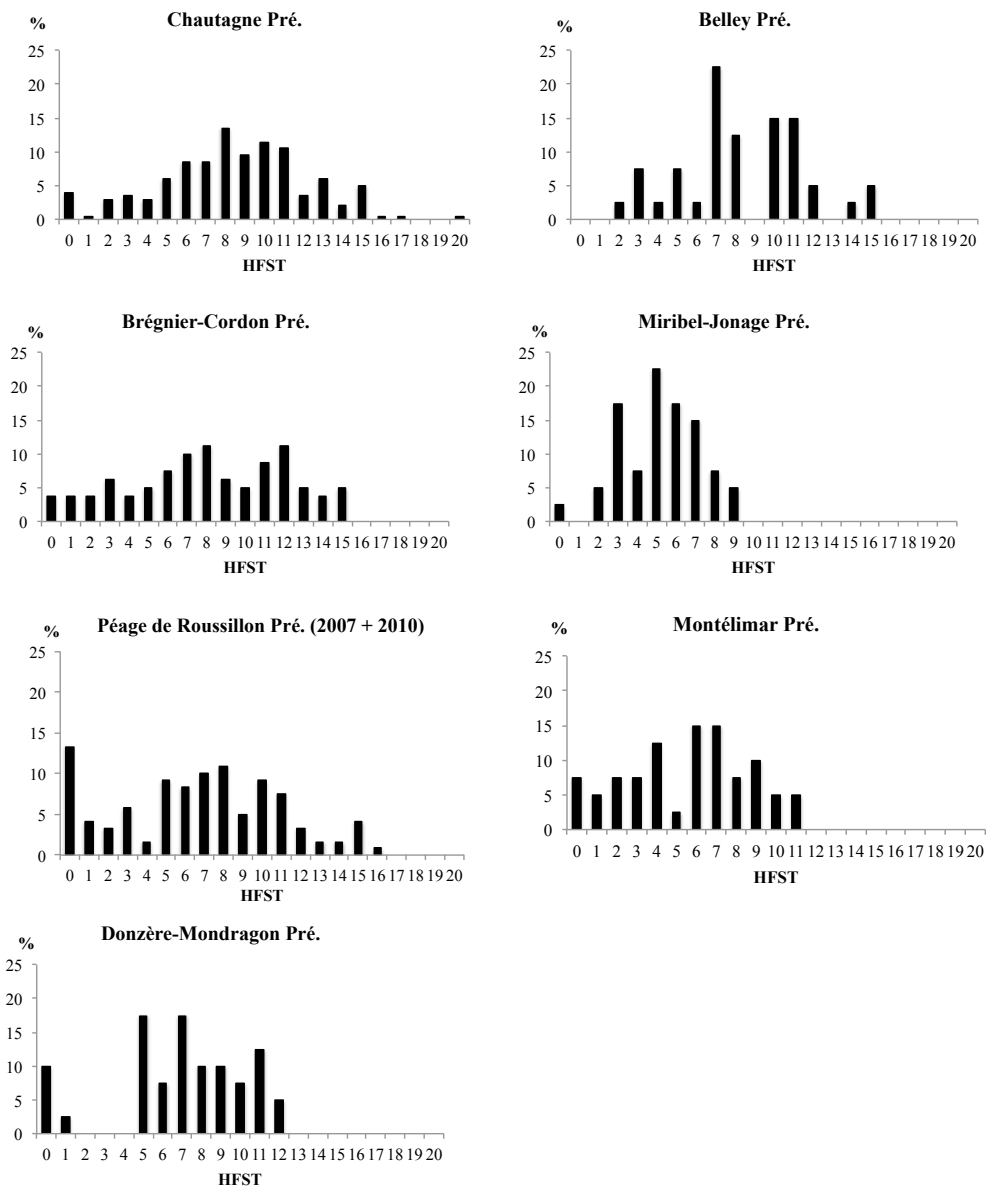 Chautagne Pré.
%
25
20
15
10
5
0
0 1 2 3 4 5 6 7 8 9 10 11 12 13 14 15 16 17 18 19 20
HFST
Belley Pré.
%
25
20
15
10
5
0
0 1 2 3 4 5 6 7 8 9 10 11 12 13 14 15 16 17 18 19 20
HFST
Brégnier-Cordon Pré.
%
25
20
15
10
5
0
0 1 2 3 4 5 6 7 8 9 10 11 12 13 14 15 16 17 18 19 20
HFST
Miribel-Jonage Pré.
%
25
20
15
10
5
0
0 1 2 3 4 5 6 7 8 9 10 11 12 13 14 15 16 17 18 19 20
HFST
Péage de Roussillon Pré. (2007 + 2010)
%
25
20
15
10
5
0
0 1 2 3 4 5 6 7 8 9 10 11 12 13 14 15 16 17 18 19 20
HFST
Montélimar Pré.
%
25
20
15
10
5
0
0 1 2 3 4 5 6 7 8 9 10 11 12 13 14 15 16 17 18 19 20
HFST
Donzère-Mondragon Pré.
%
25
20
15
10
5
0
0 1 2 3 4 5 6 7 8 9 10 11 12 13 14 15 16 17 18 19 20
HFST